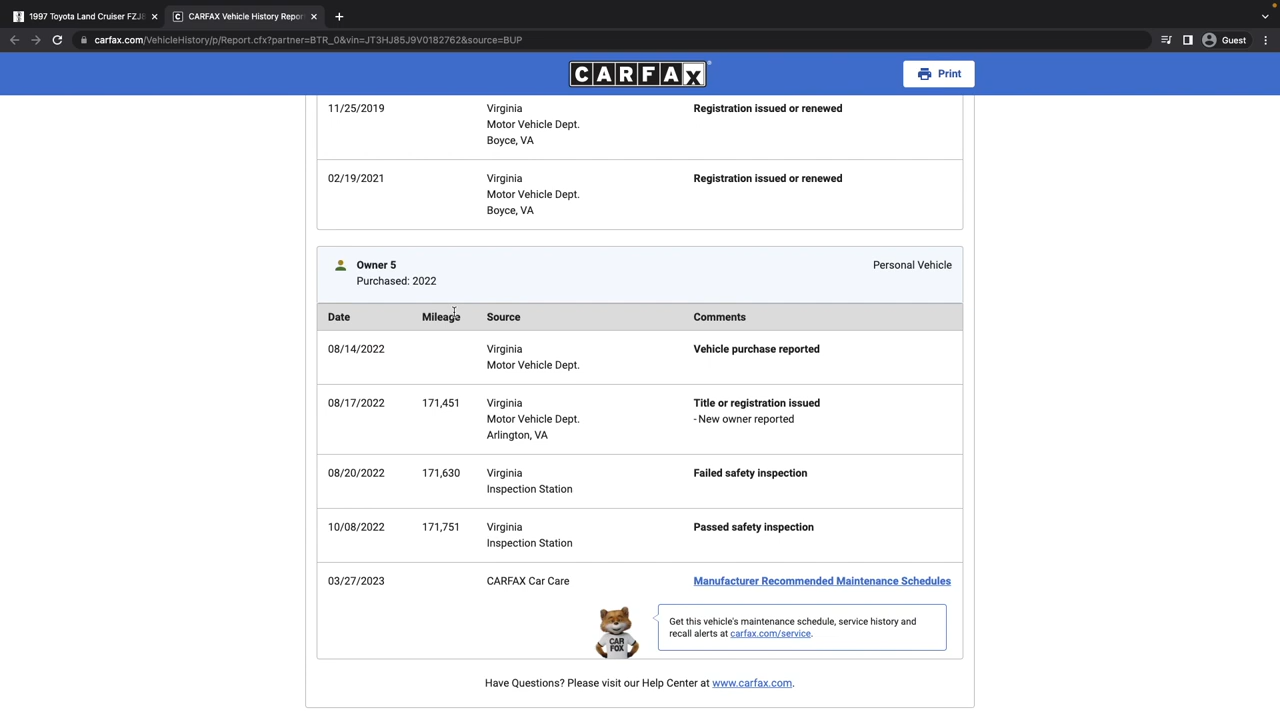 1997 Toyota Land Cruiser FZJ8
CARFAX Vehicle History Repor
carfax.com/VehicleHistory/p/Report.cfx?partner=BTR_0&vin=JT3HJ85J9V0182762&source=BUP
Guest
CARFAX
Print
11/25/2019 Virginia Registration issued or renewed
Motor Vehicle Dept.
Boyce, VA
02/19/2021 Virginia Registration issued or renewed
Motor Vehicle Dept.
Boyce, VA
Owner 5 Personal Vehicle
Purchased: 2022
Date Mileage Source Comments
08/14/2022 Virginia Vehicle purchase reported
Motor Vehicle Dept.
08/17/2022 171,451 Virginia Title or registration issued
Motor Vehicle Dept. - New owner reported
Arlington, VA
08/20/2022 171,630 Virginia Failed safety inspection
Inspection Station
10/08/2022 171,751 Virginia Passed safety inspection
Inspection Station
03/27/2023 CARFAX Car Care Manufacturer Recommended Maintenance Schedules
CAR
FOX
Get this vehicle's maintenance schedule, service history and
recall alerts at carfax.com/service.
Have Questions? Please visit our Help Center at www.carfax.com.